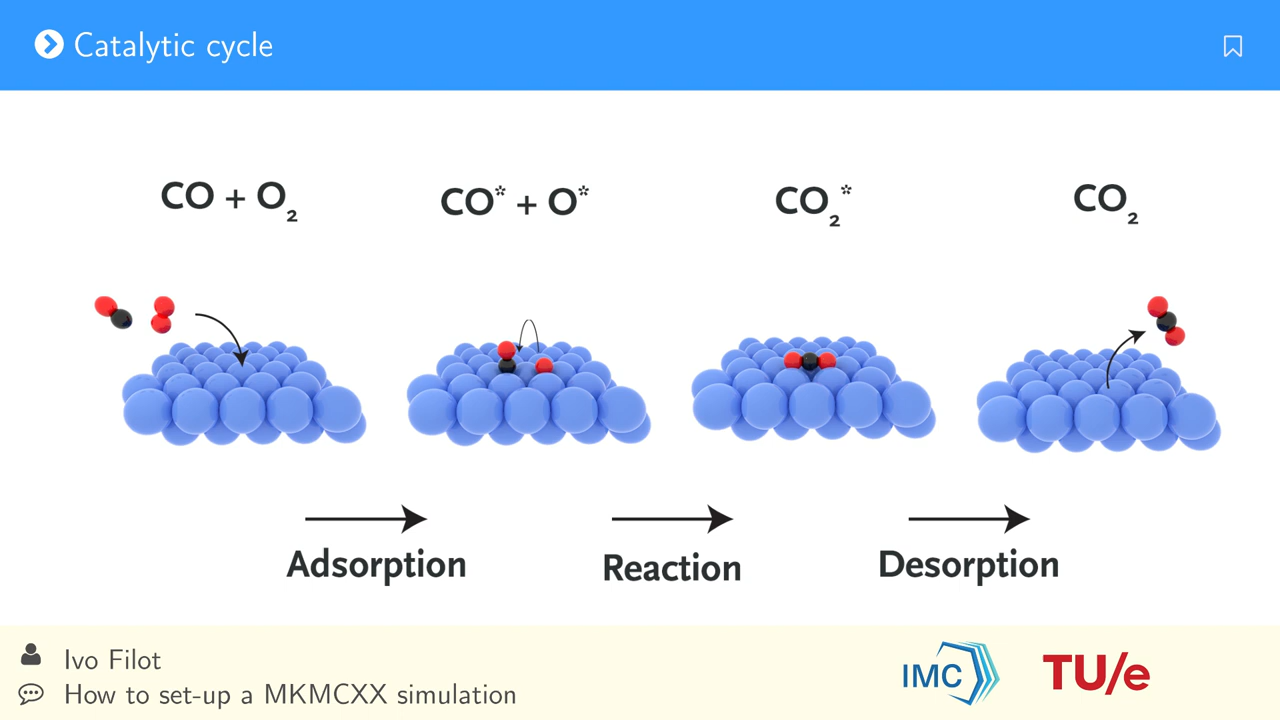 Catalytic cycle
CO + O₂
CO* + O*
CO₂*
CO₂
Adsorption
Reaction
Desorption
Ivo Filot
How to set-up a MKMCXX simulation
IMC
TU/e